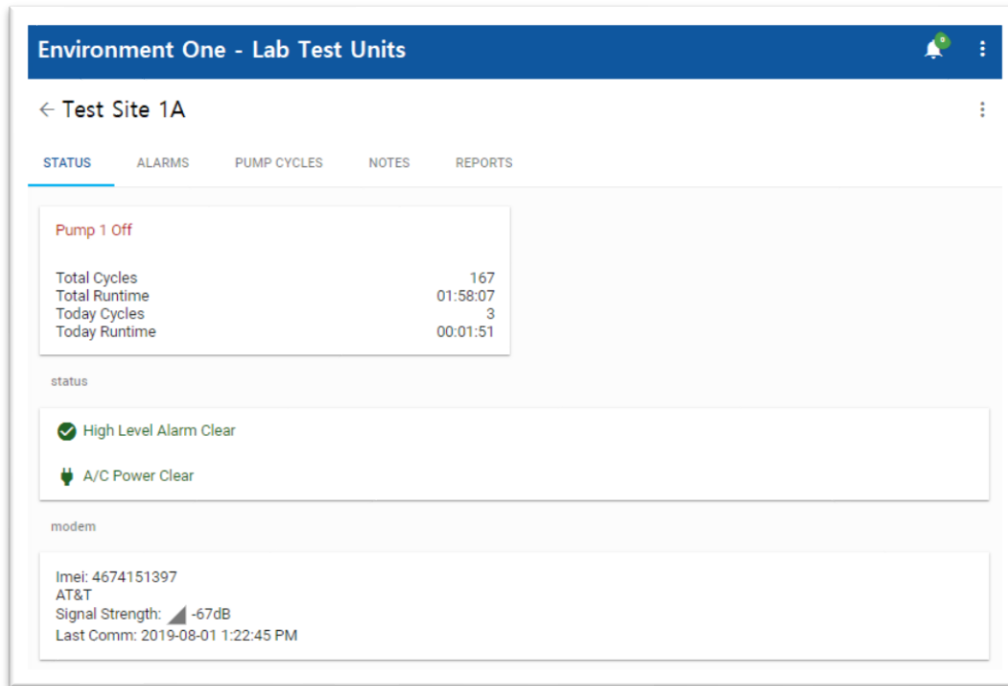 Environment One - Lab Test Units
0
Test Site 1A
STATUS ALARMS PUMP CYCLES NOTES REPORTS
Pump 1 Off
Total Cycles 167
Total Runtime 01:58:07
Today Cycles 3
Today Runtime 00:01:51
status
High Level Alarm Clear
A/C Power Clear
modem
Imei: 4674151397
AT&T
Signal Strength: -67dB
Last Comm: 2019-08-01 1:22:45 PM